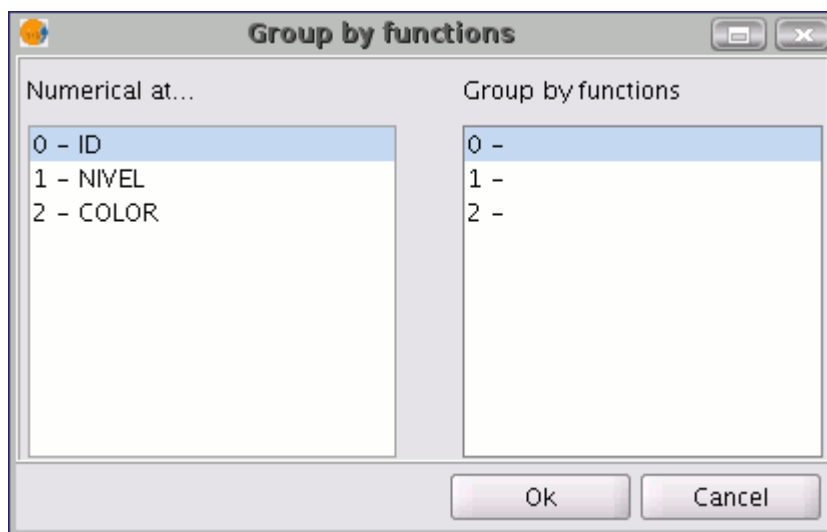 Group by functions
Numerical at...
Group by functions
0 – ID
1 – NIVEL
2 – COLOR
0 –
1 –
2 –
Ok
Cancel